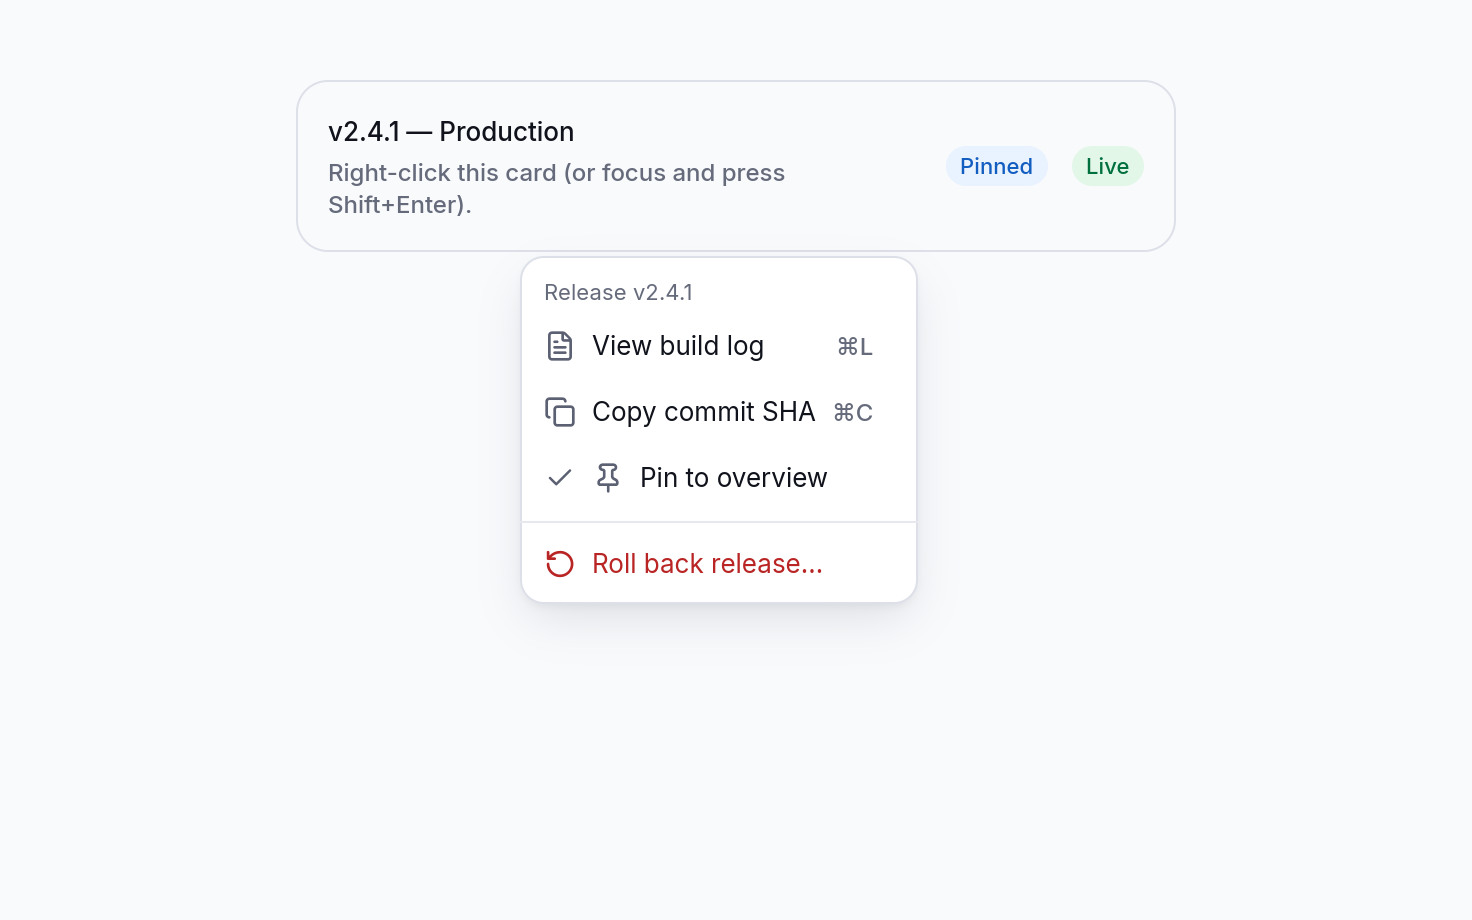 v2.4.1 — Production
Right-click this card (or focus and press
Shift+Enter).
Pinned
Live
Release v2.4.1
View build log ⌘L
Copy commit SHA ⌘C
Pin to overview
Roll back release...